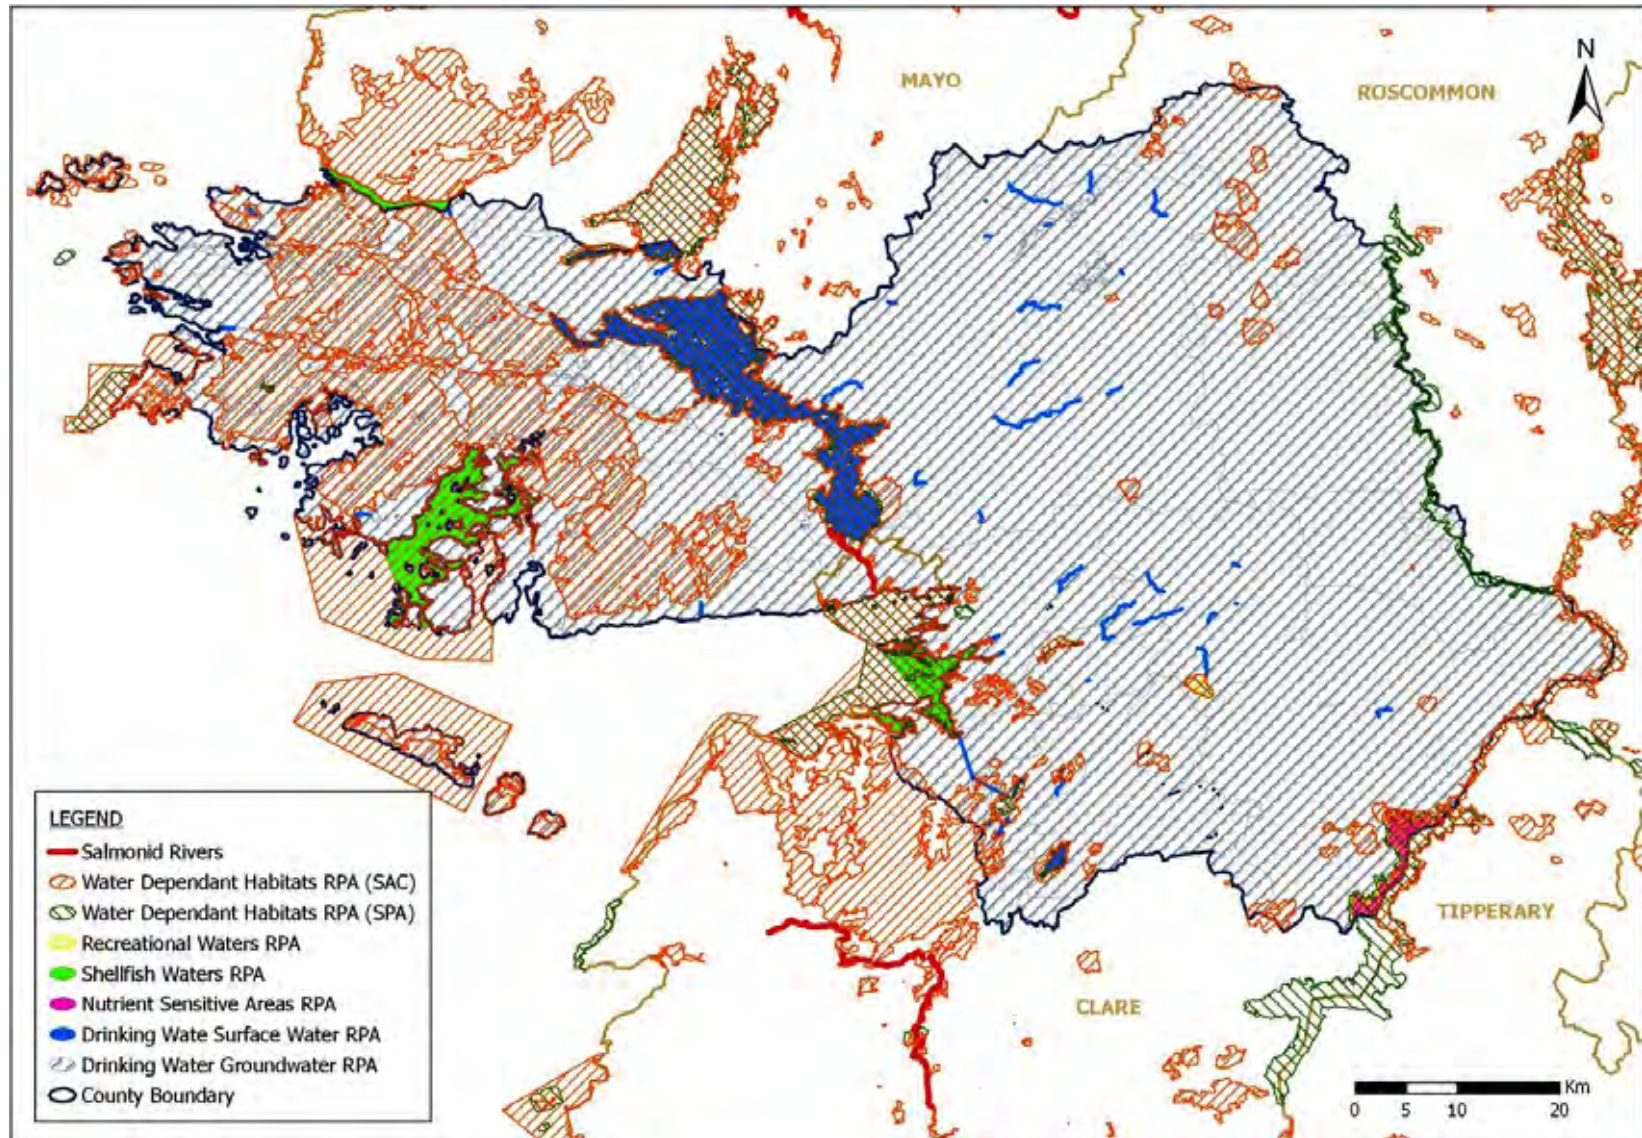 MAYO
N
ROSCOMMON
LEGEND
Salmonid Rivers
Water Dependant Habitats RPA (SAC)
Water Dependant Habitats RPA (SPA)
Recreational Waters RPA
Shellfish Waters RPA
Nutrient Sensitive Areas RPA
Drinking Wate Surface Water RPA
Drinking Water Groundwater RPA
County Boundary
TIPPERARY
CLARE
Km
0 5 10 20